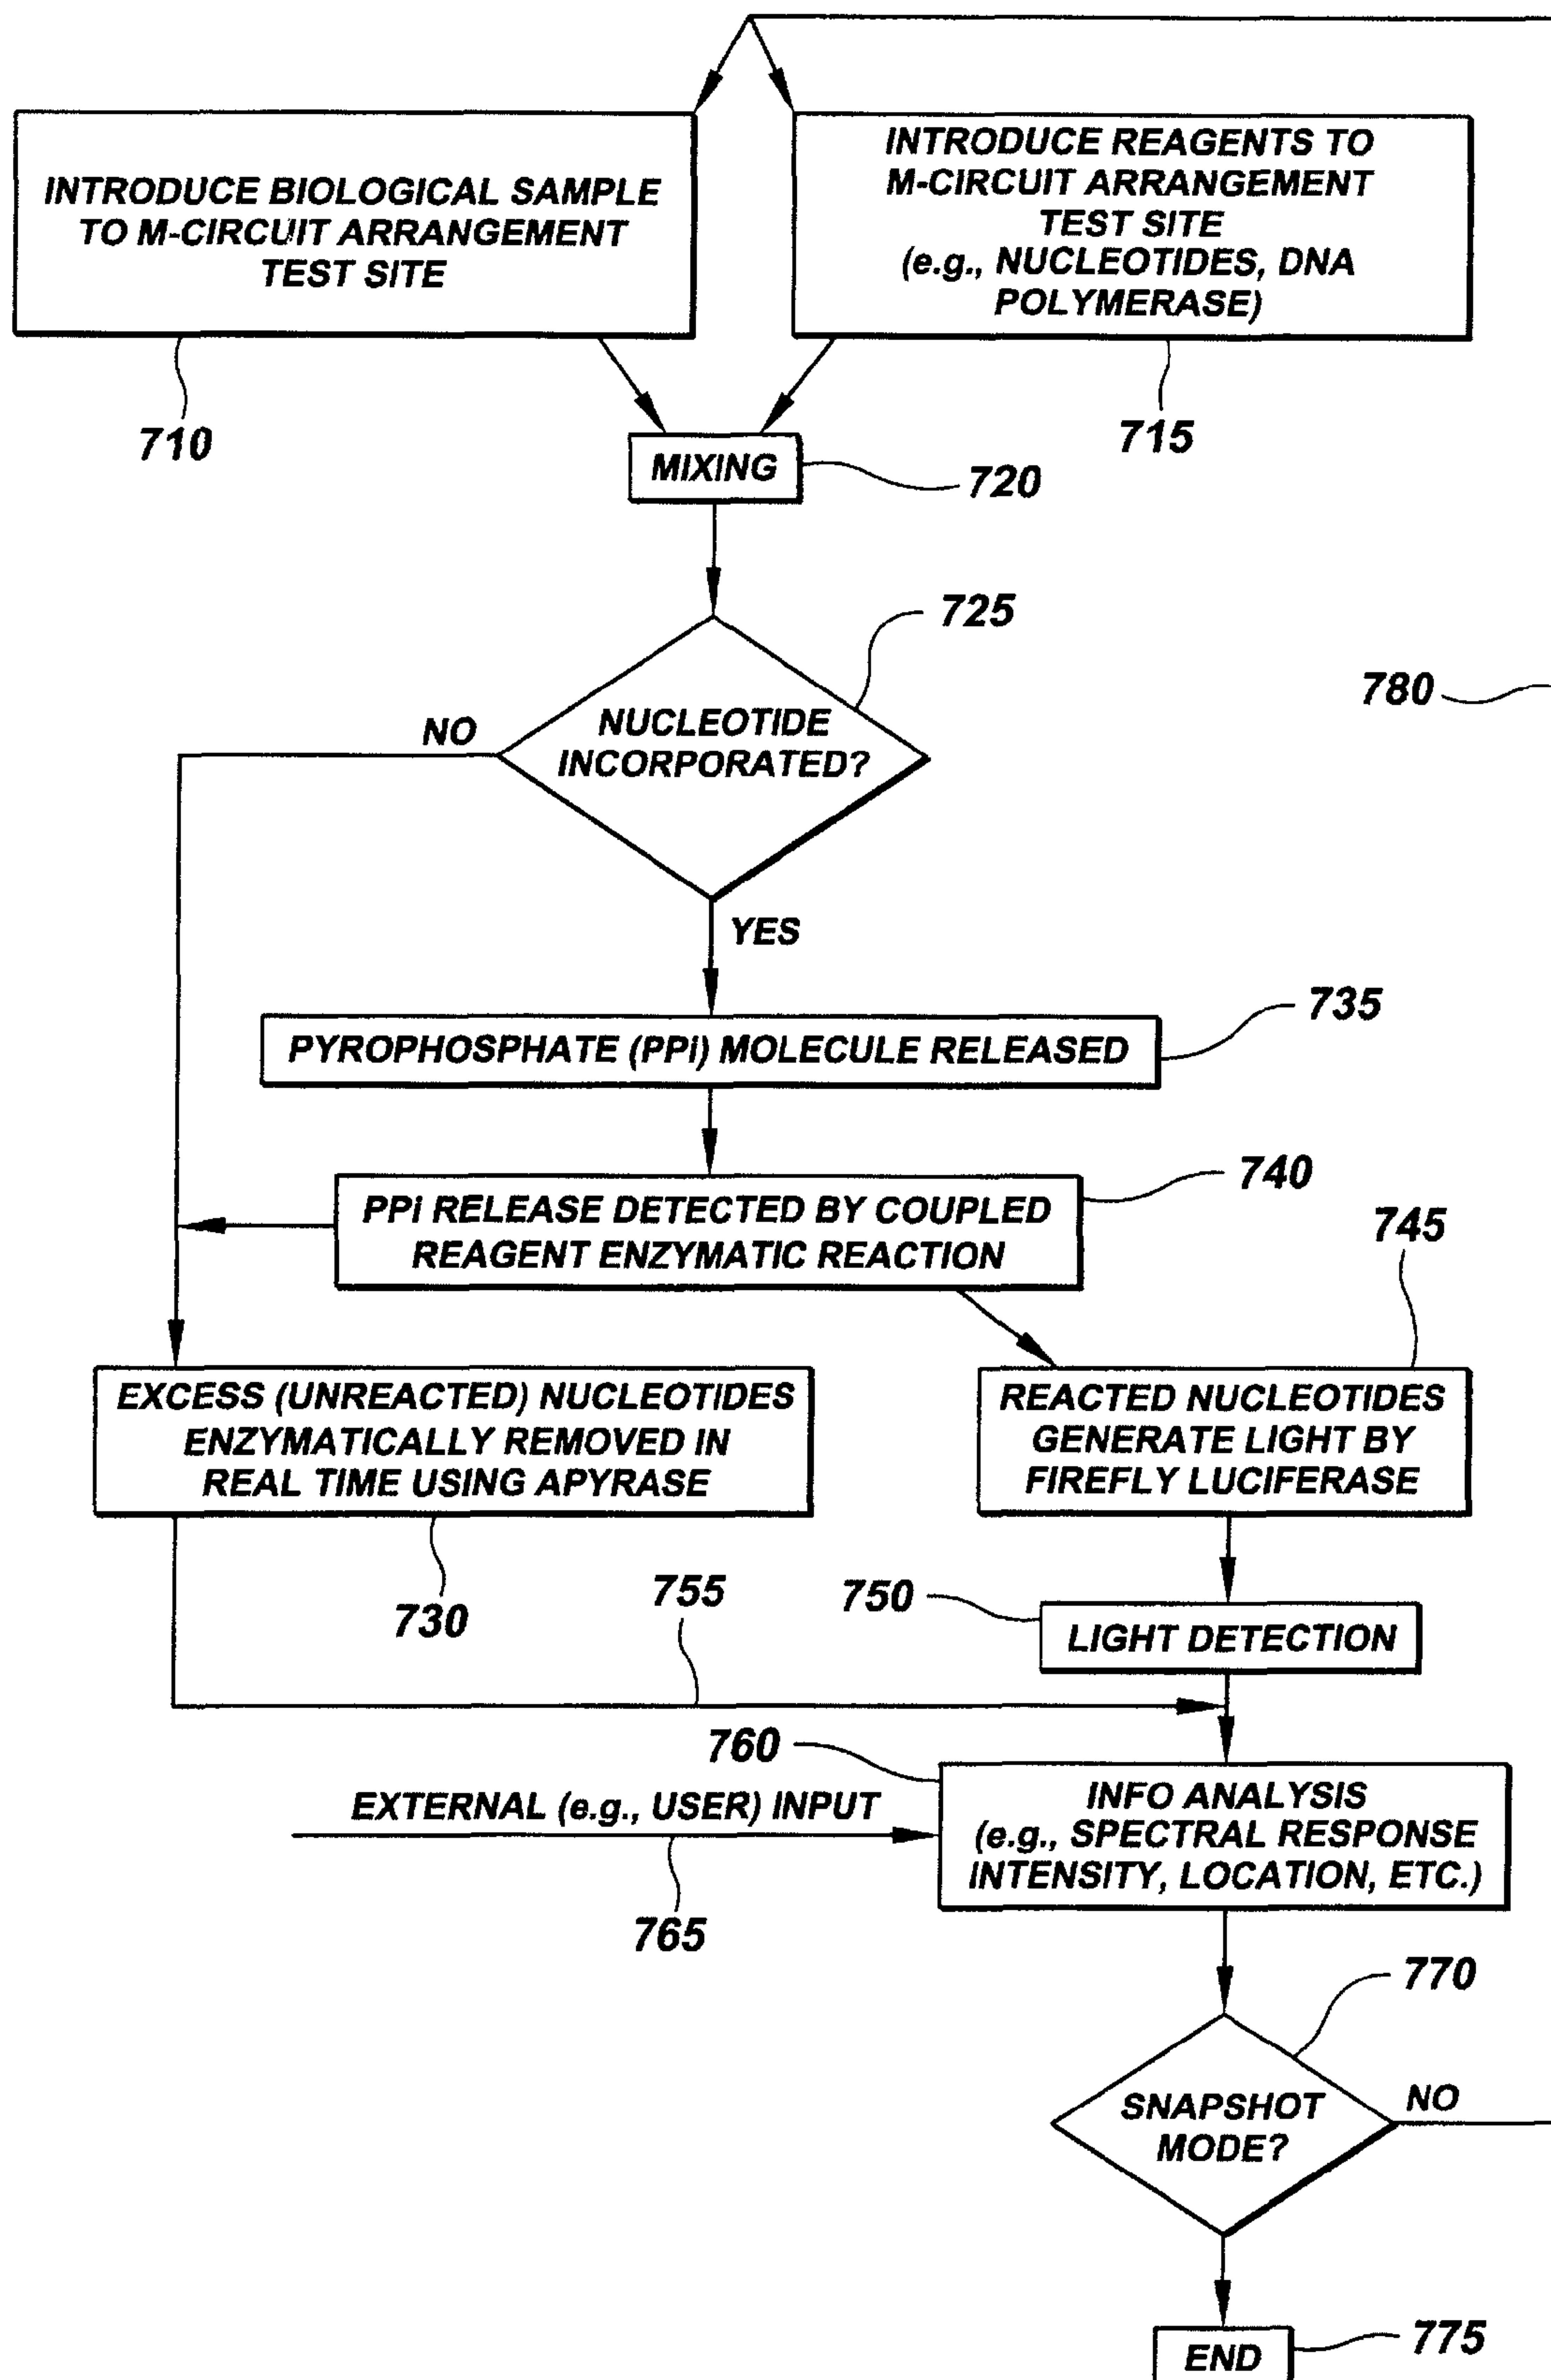 INTRODUCE BIOLOGICAL SAMPLE
TO M-CIRCUIT ARRANGEMENT
TEST SITE
INTRODUCE REAGENTS TO
M-CIRCUIT ARRANGEMENT
TEST SITE
(e.g., NUCLEOTIDES, DNA
POLYMERASE)
710
715
MIXING
720
725
780
NUCLEOTIDE
INCORPORATED?
NO
YES
735
PYROPHOSPHATE (PPi) MOLECULE RELEASED
740
PPi RELEASE DETECTED BY COUPLED
REAGENT ENZYMATIC REACTION
745
EXCESS (UNREACTED) NUCLEOTIDES
ENZYMATICALLY REMOVED IN
REAL TIME USING APYRASE
REACTED NUCLEOTIDES
GENERATE LIGHT BY
FIREFLY LUCIFERASE
730
755
750
LIGHT DETECTION
760
EXTERNAL (e.g., USER) INPUT
765
INFO ANALYSIS
(e.g., SPECTRAL RESPONSE
INTENSITY, LOCATION, ETC.)
770
SNAPSHOT
MODE?
NO
END
775